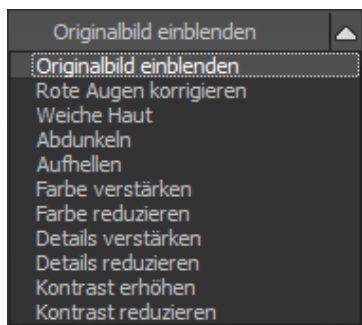 Originalbild einblenden
Originalbild einblenden
Rote Augen korrigieren
Weiche Haut
Abdunkeln
Aufhellen
Farbe verstärken
Farbe reduzieren
Details verstärken
Details reduzieren
Kontrast erhöhen
Kontrast reduzieren